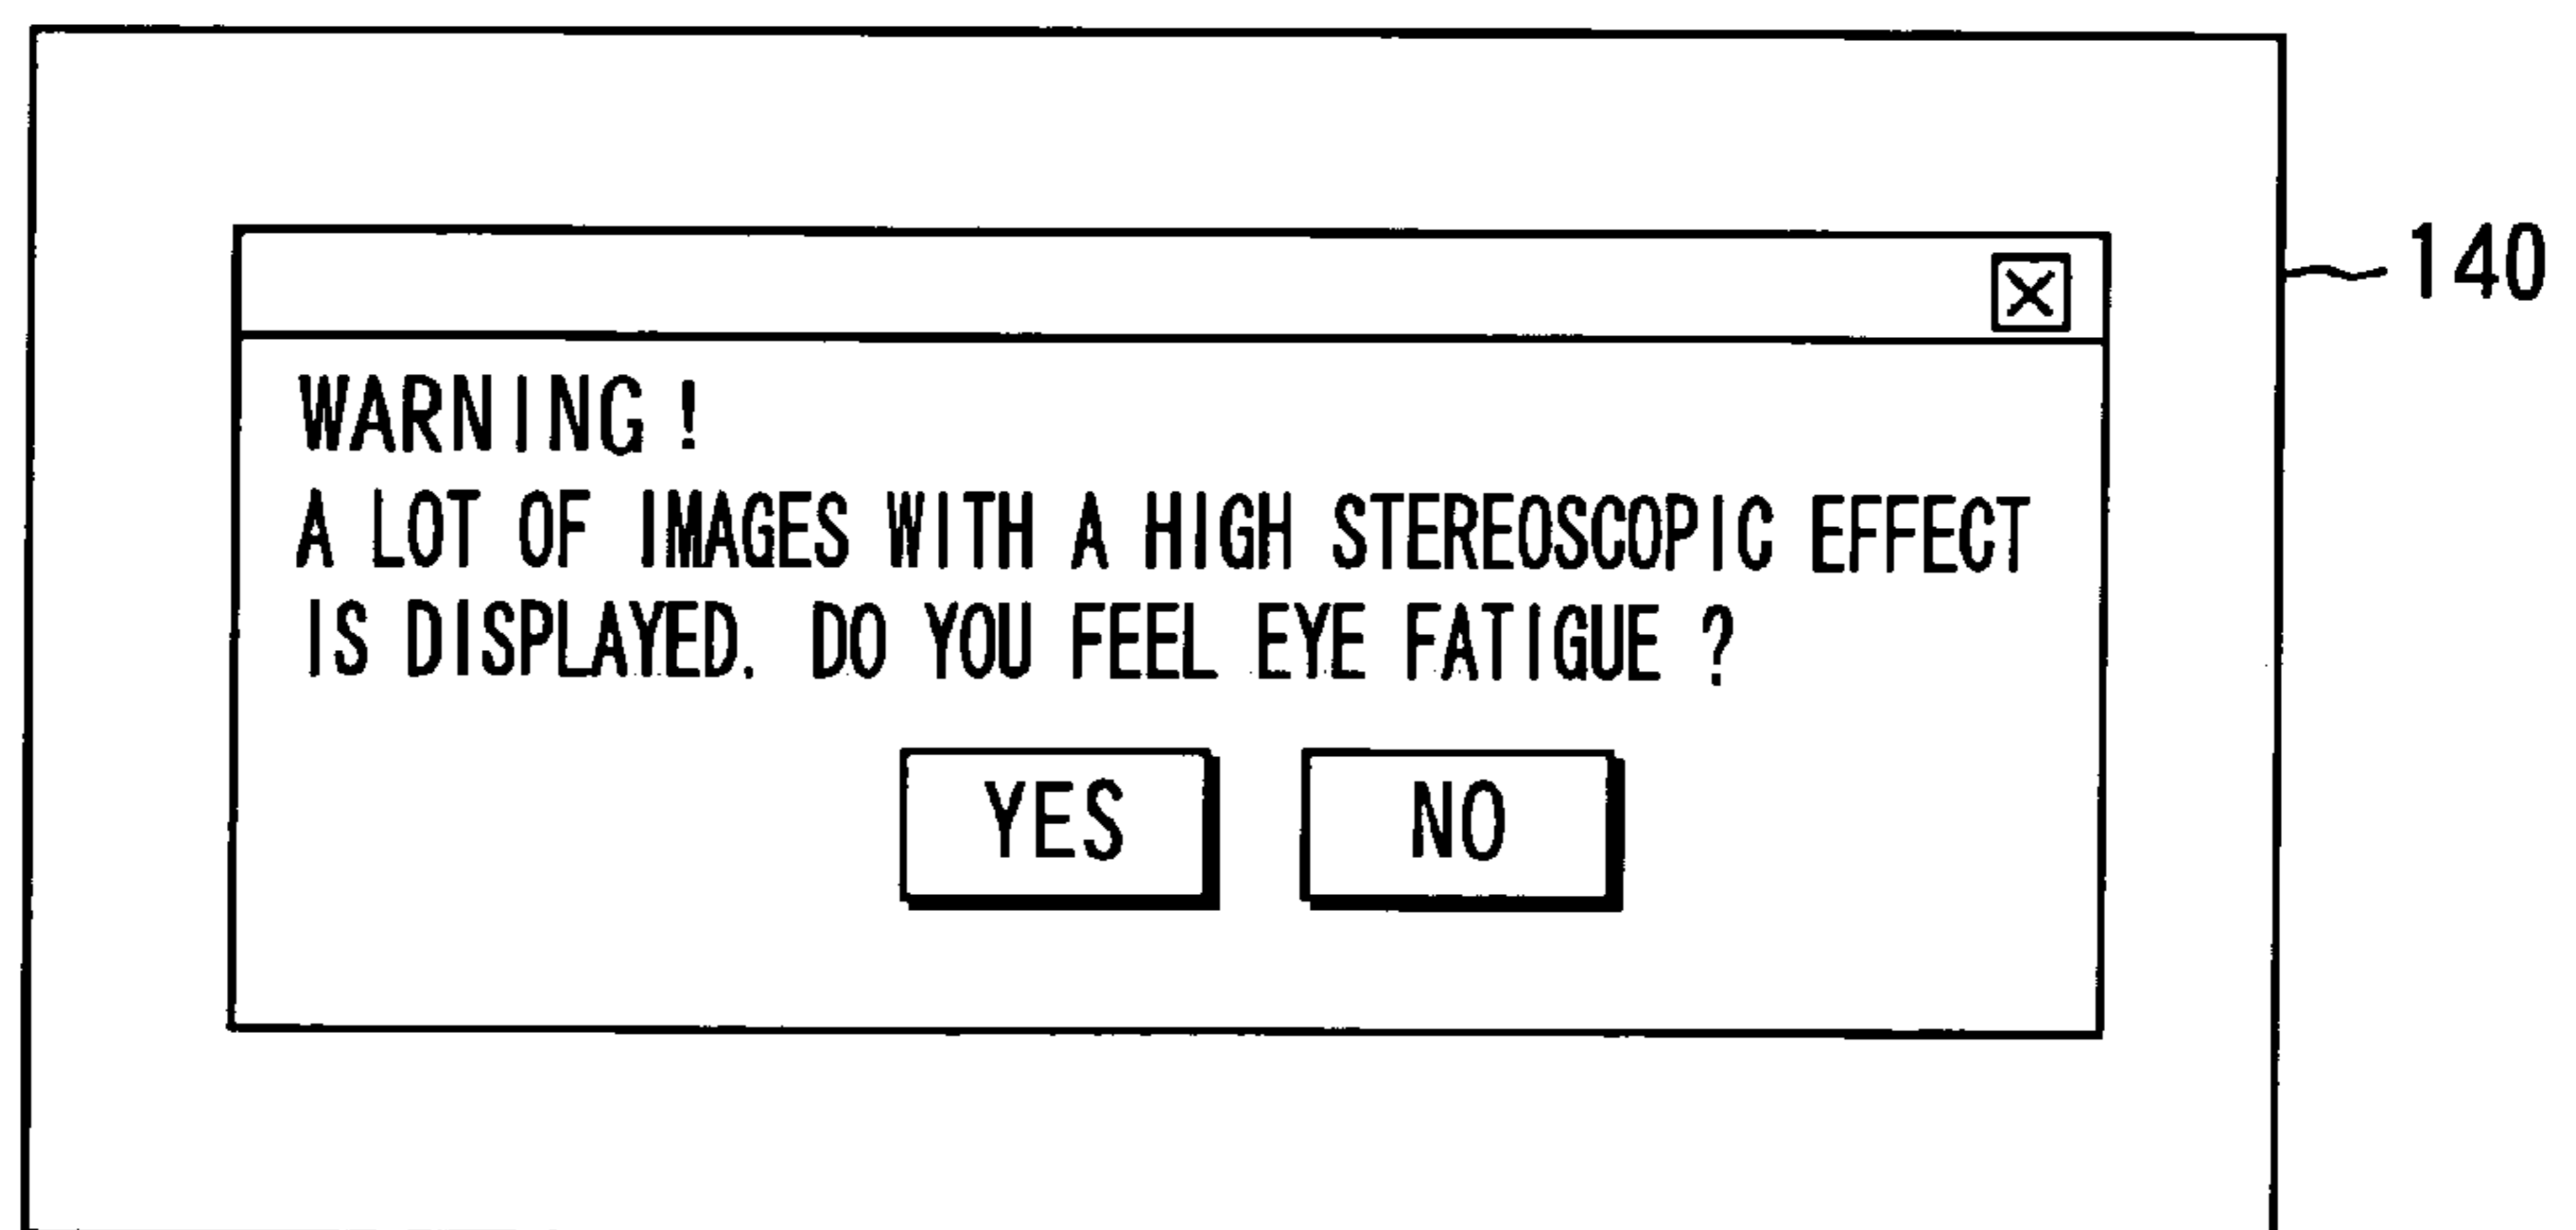 140
WARNING !
A LOT OF IMAGES WITH A HIGH STEREOSCOPIC EFFECT
IS DISPLAYED. DO YOU FEEL EYE FATIGUE ?
YES NO